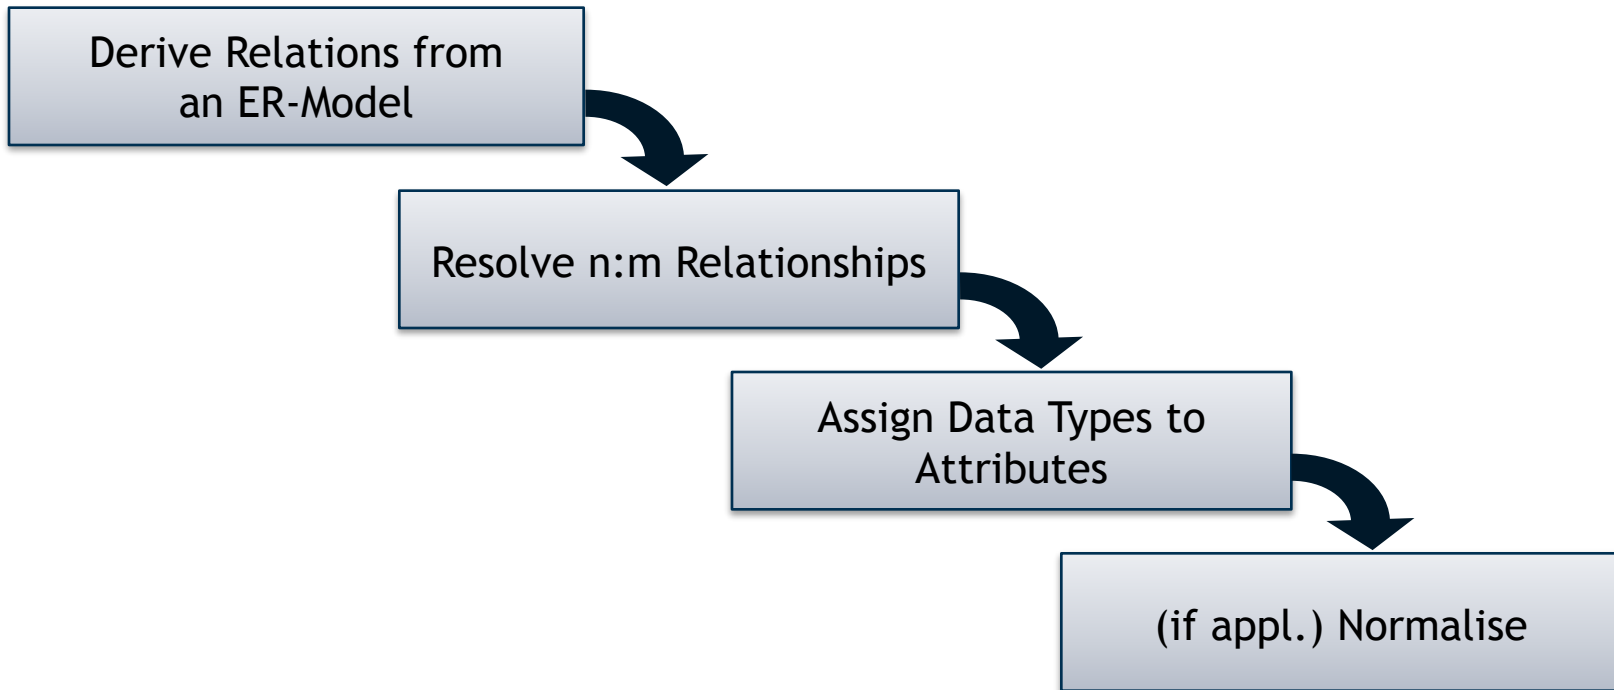 Derive Relations from
an ER-Model
Resolve n:m Relationships
Assign Data Types to
Attributes
(if appl.) Normalise